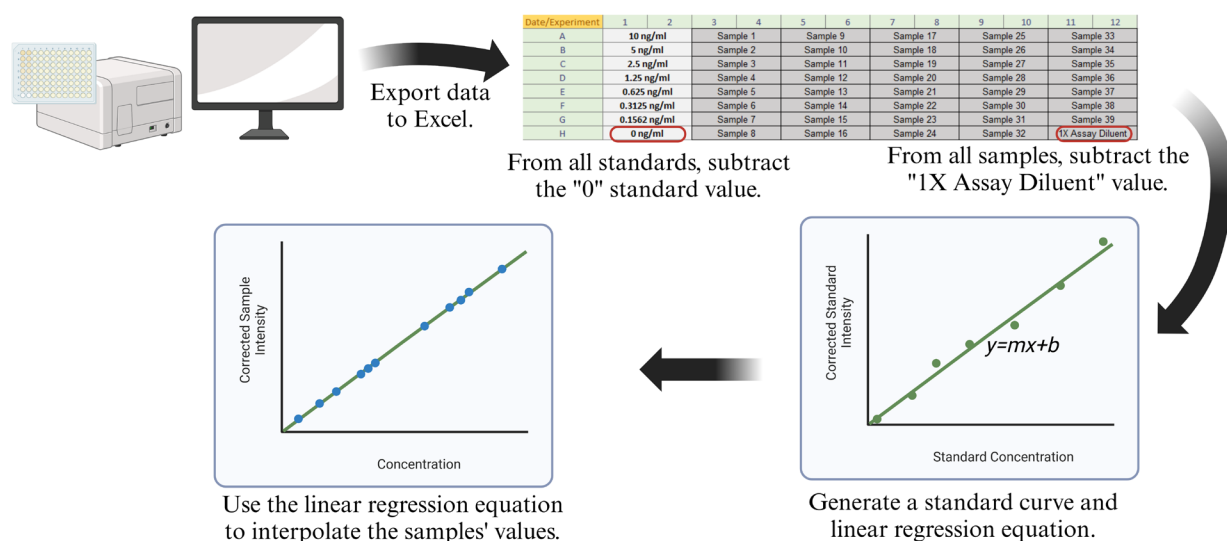 Date/Experiment 1 2 3 4 5 6 7 8 9 10 11 12
A 10 ng/ml Sample 1 Sample 9 Sample 17 Sample 25 Sample 33
B 5 ng/ml Sample 2 Sample 10 Sample 18 Sample 26 Sample 34
C 2.5 ng/ml Sample 3 Sample 11 Sample 19 Sample 27 Sample 35
D 1.25 ng/ml Sample 4 Sample 12 Sample 20 Sample 28 Sample 36
E 0.625 ng/ml Sample 5 Sample 13 Sample 21 Sample 29 Sample 37
F 0.3125 ng/ml Sample 6 Sample 14 Sample 22 Sample 30 Sample 38
G 0.1562 ng/ml Sample 7 Sample 15 Sample 23 Sample 31 Sample 39
H 0 ng/ml Sample 8 Sample 16 Sample 24 Sample 32 1X Assay Diluent
Export data
to Excel.
From all standards, subtract
the "0" standard value.
From all samples, subtract the
"1X Assay Diluent" value.
Corrected Standard
Intensity
y=mx+b
Standard Concentration
Generate a standard curve and
linear regression equation.
Corrected Sample
Intensity
Concentration
Use the linear regression equation
to interpolate the samples' values.